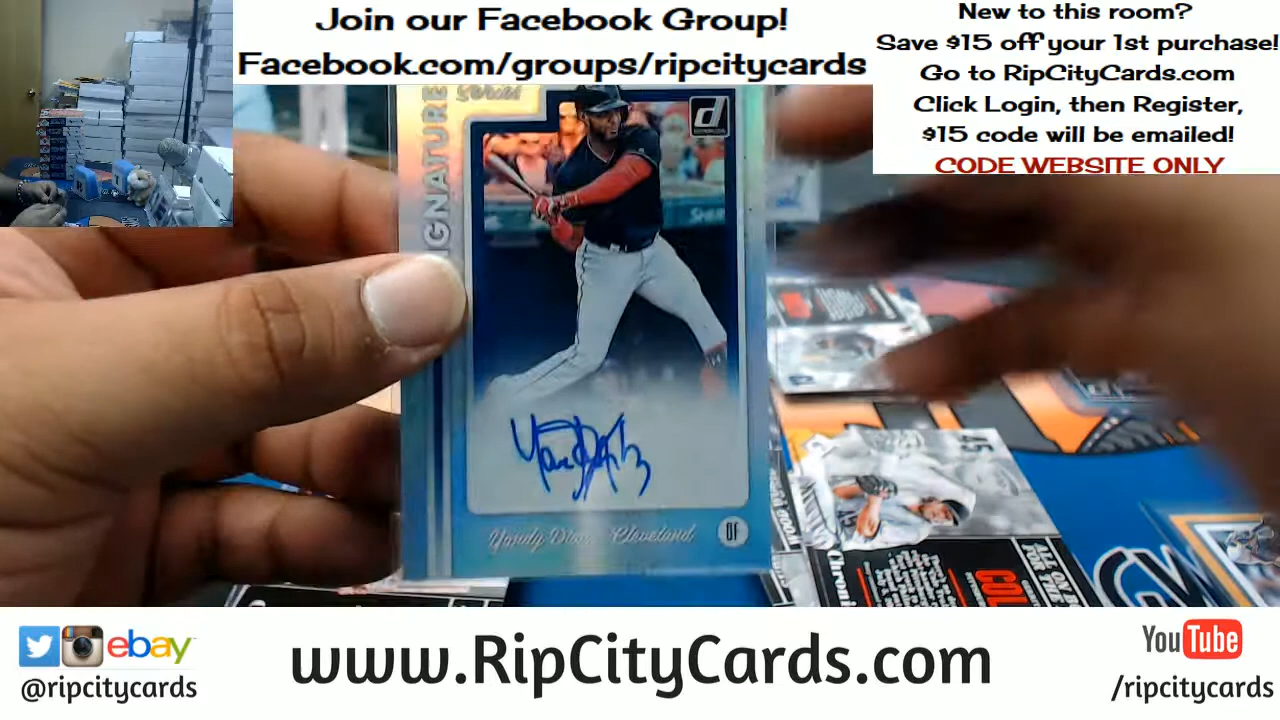 Join our Facebook Group!
Facebook.com/groups/ripcitycards
New to this room?
Save $15 off your 1st purchase!
Go to RipCityCards.com
Click Login, then Register,
$15 code will be emailed!
CODE WEBSITE ONLY
SIGNATURE
Series
d
Yandy Diaz Cleveland
OF
45
ebay
@ripcitycards
www.RipCityCards.com
YouTube
/ripcitycards